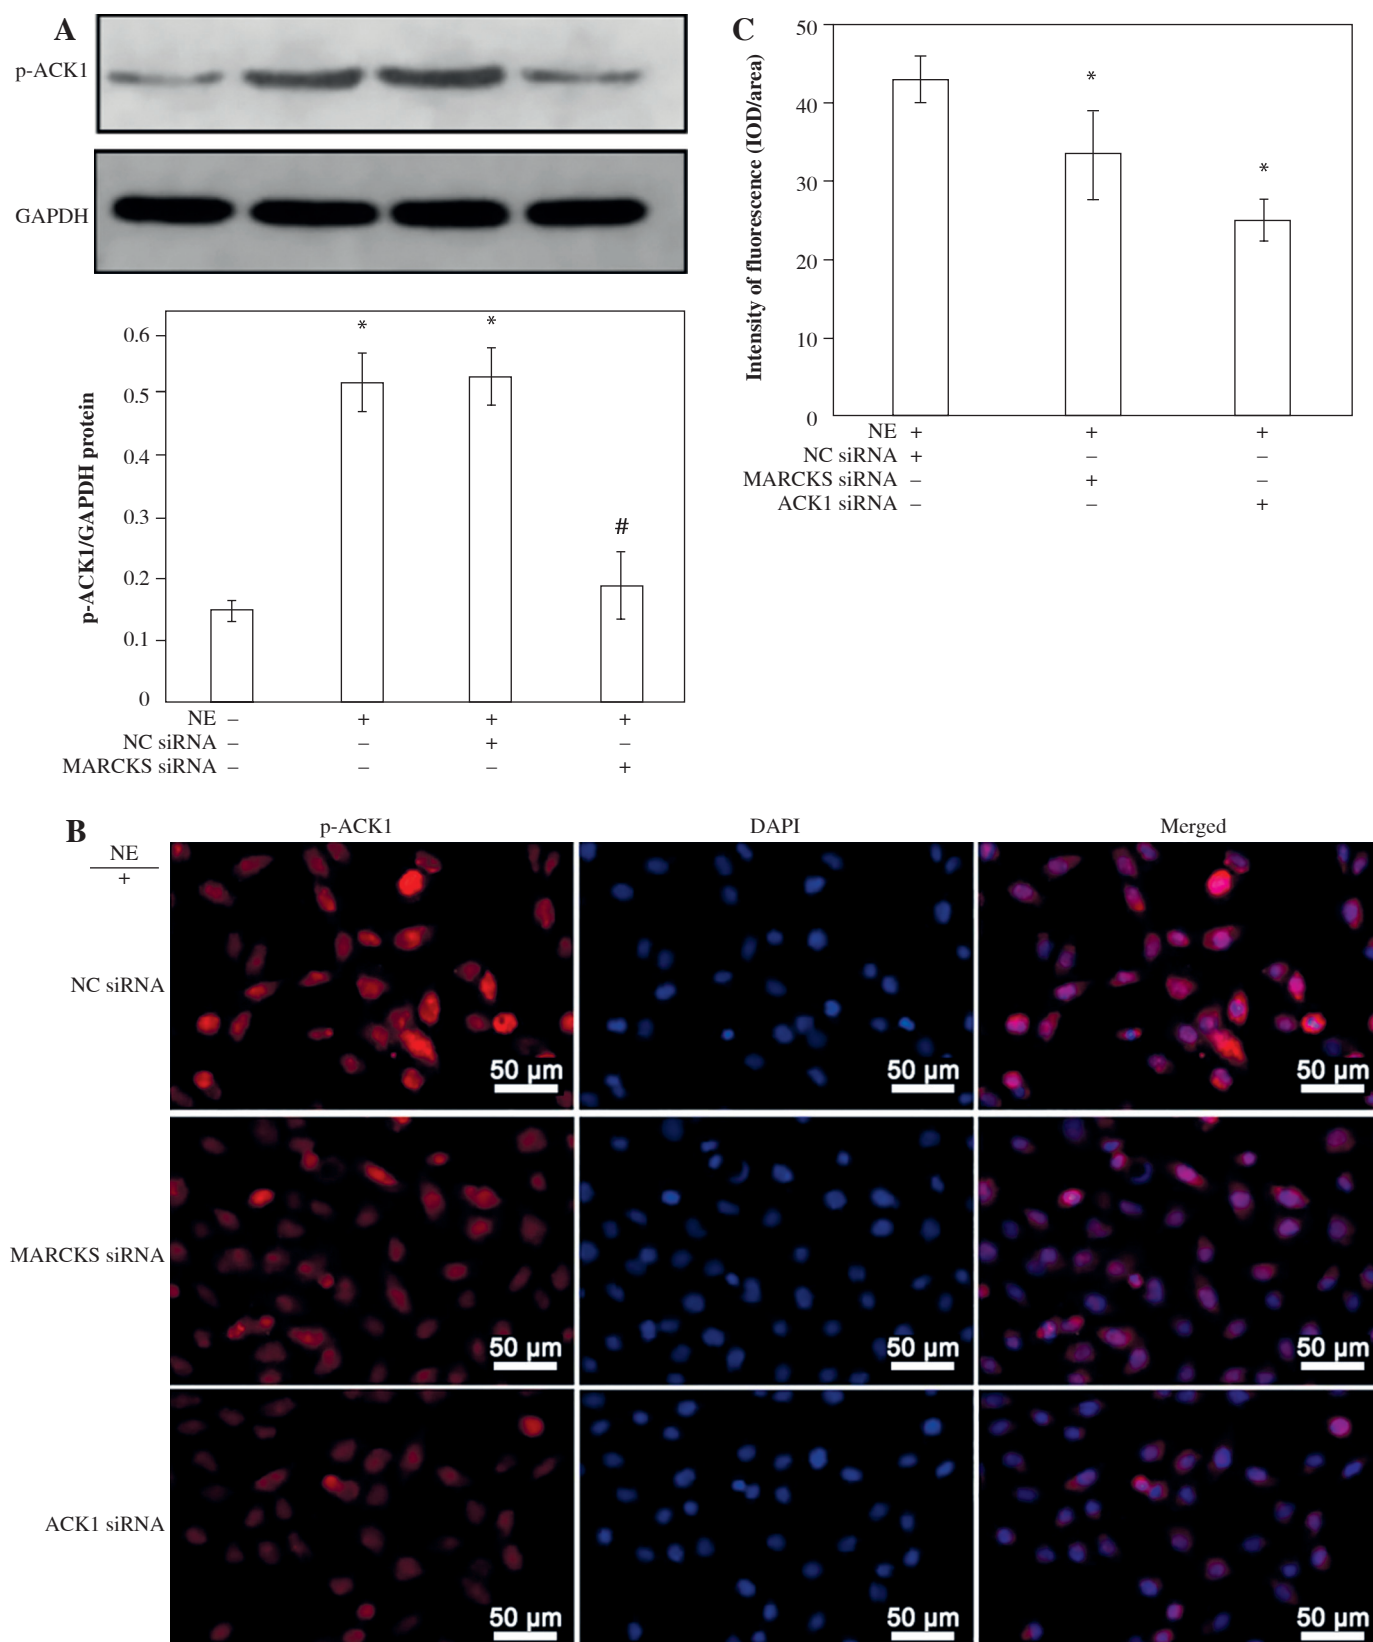 A
p-ACK1
GAPDH
p-ACK1/GAPDH protein
0.6
0.5
0.4
0.3
0.2
0.1
0
*
*
#
NE – + + +
NC siRNA – – + –
MARCKS siRNA – – – +
C
Intensity of fluorescence (IOD/area)
50
40
30
20
10
0
*
*
NE + + +
NC siRNA + – –
MARCKS siRNA – + –
ACK1 siRNA – – +
B
p-ACK1 DAPI Merged
NE
+
NC siRNA
50 µm 50 µm 50 µm
MARCKS siRNA
50 µm 50 µm 50 µm
ACK1 siRNA
50 µm 50 µm 50 µm